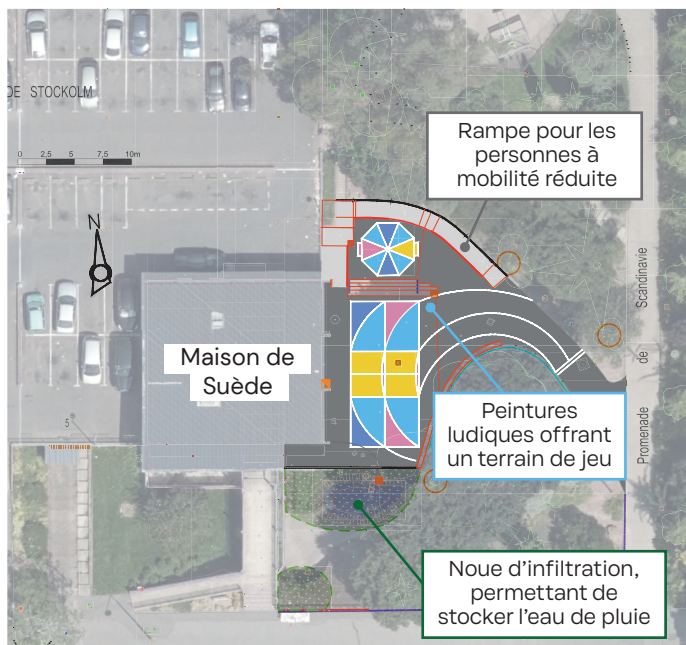 DE STOCKOLM
0 2,5 5 7,5 10m
Rampe pour les
personnes à
mobilité réduite
N
Scandinavie
de
Promenade
Maison de
Suède
5
Peintures
ludiques offrant
un terrain de jeu
Noue d'infiltration,
permettant de
stocker l'eau de pluie